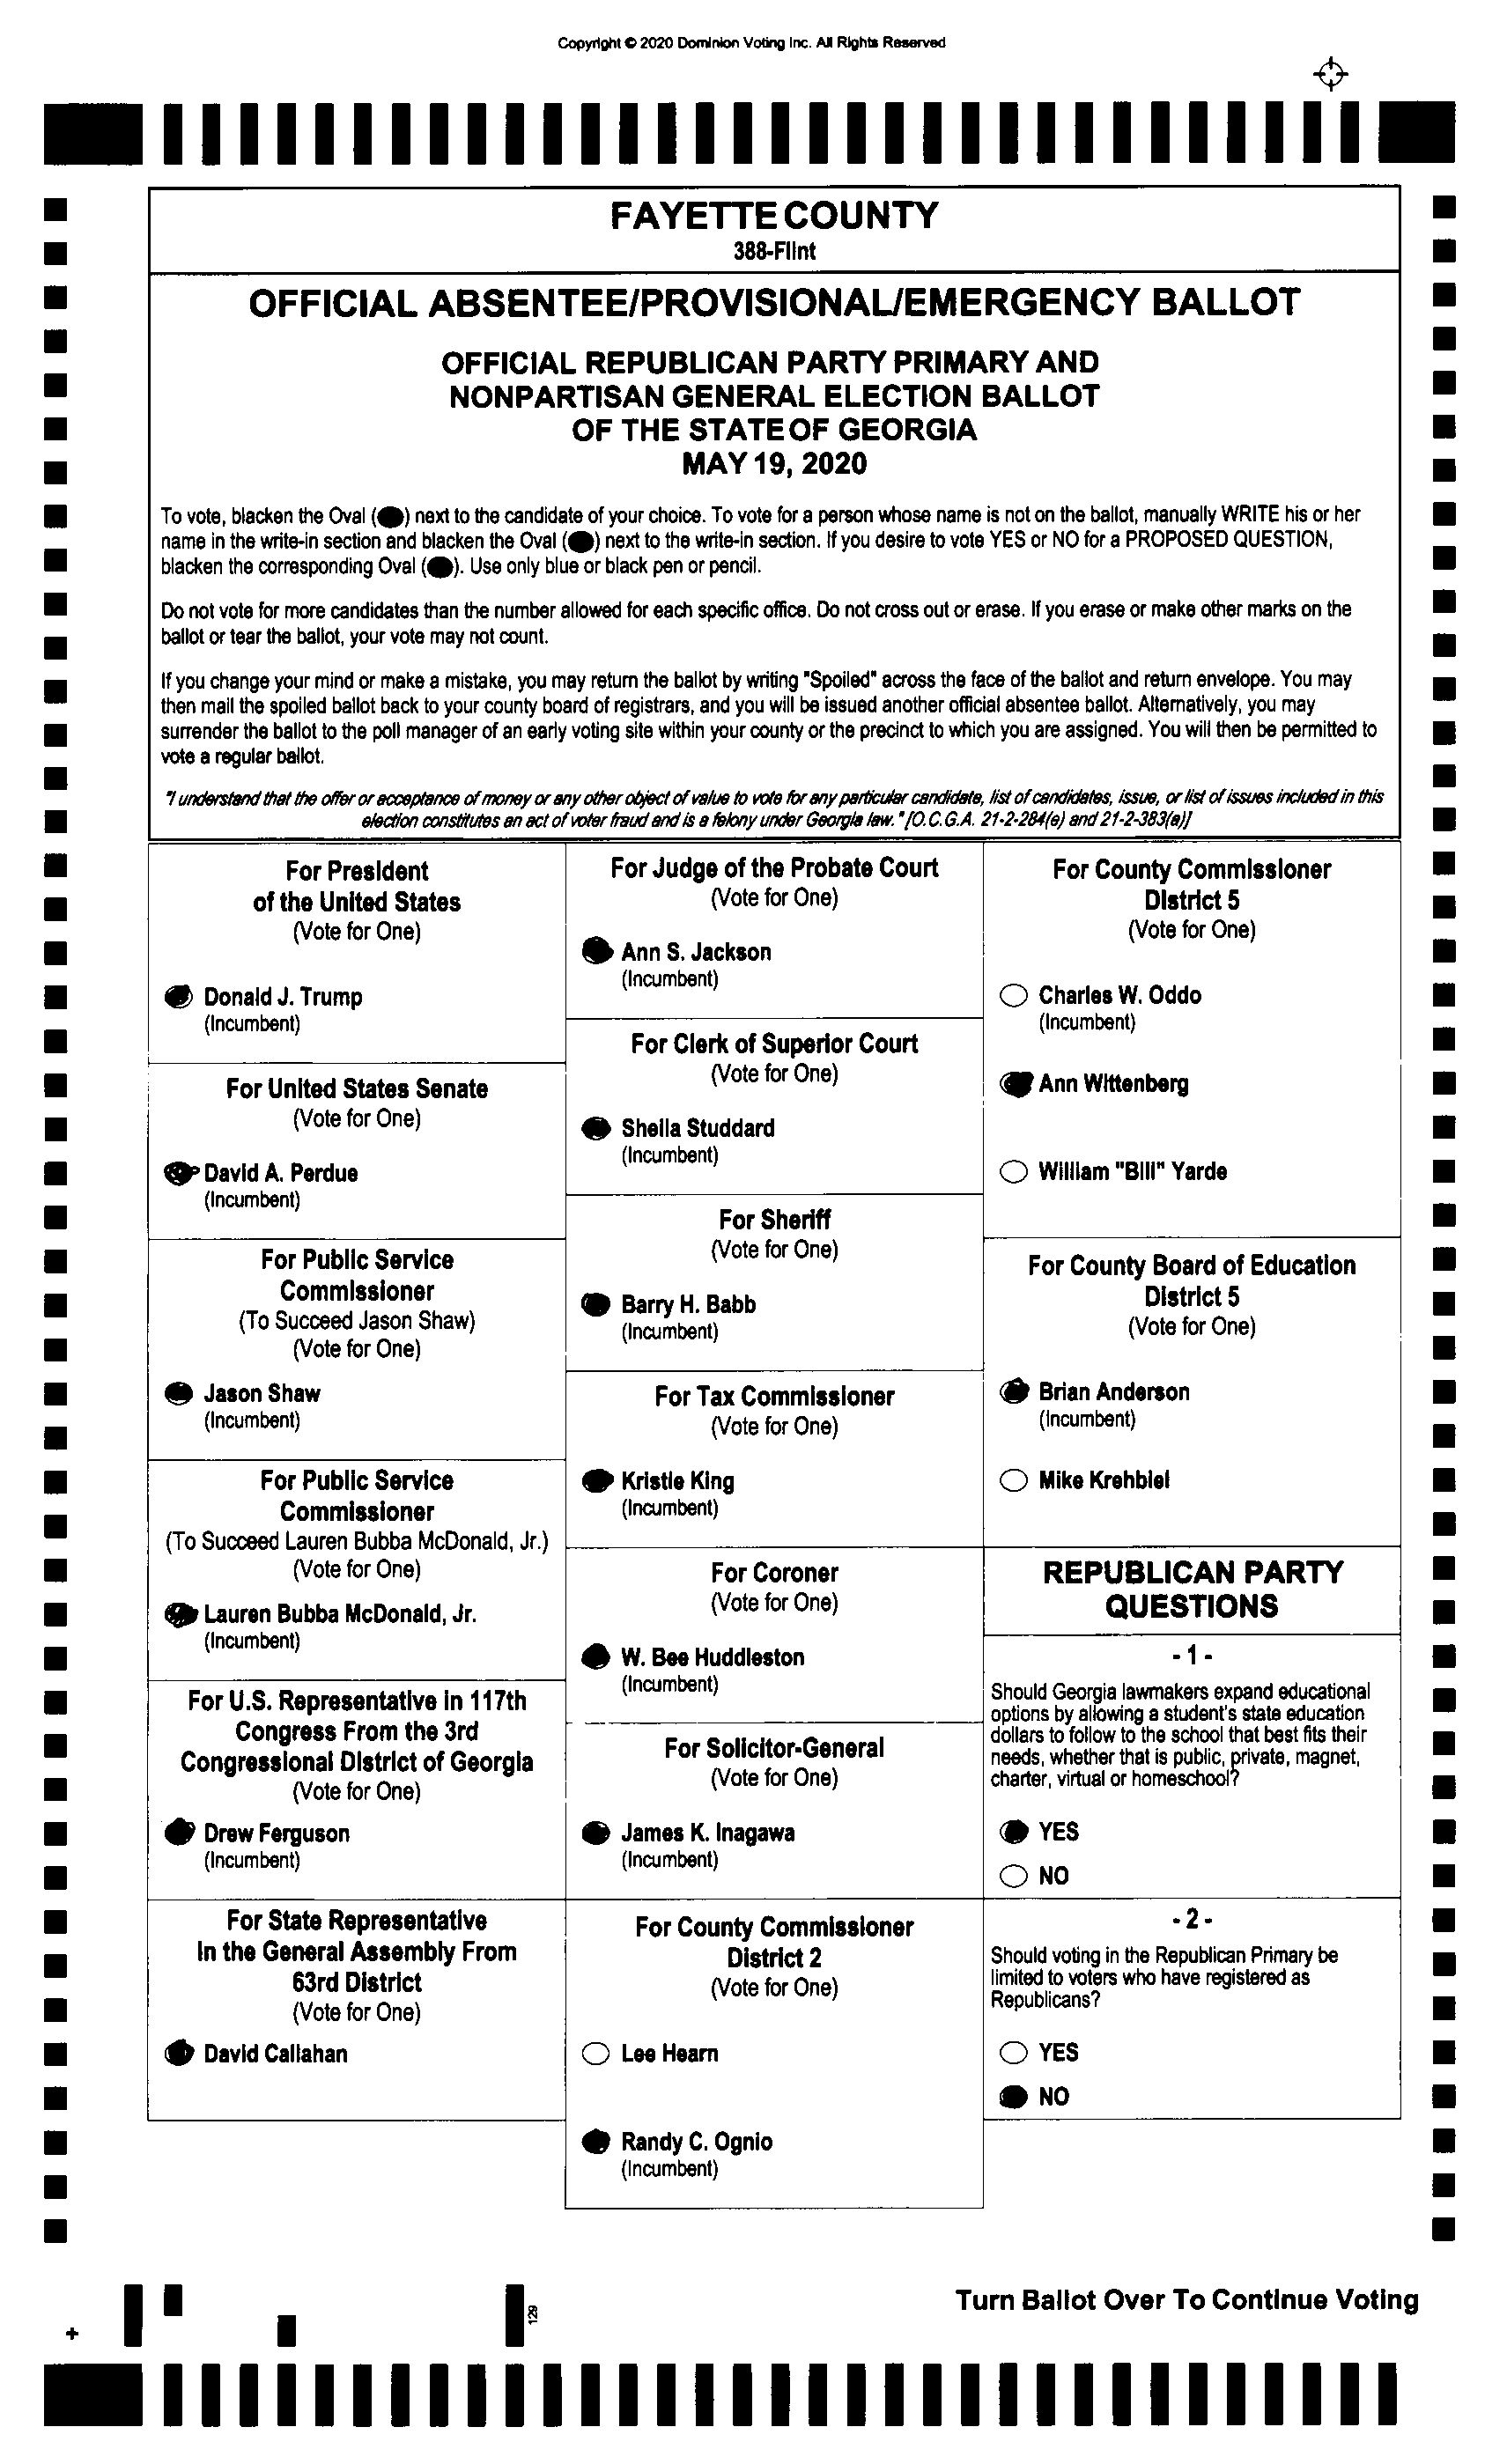 Copyright © 2020 Dominion Voting Inc. All Rights Reserved
FAYETTE COUNTY
388-Flint
OFFICIAL ABSENTEE/PROVISIONAL/EMERGENCY BALLOT
OFFICIAL REPUBLICAN PARTY PRIMARY AND
NONPARTISAN GENERAL ELECTION BALLOT
OF THE STATE OF GEORGIA
MAY 19, 2020
To vote, blacken the Oval ( ) next to the candidate of your choice. To vote for a person whose name is not on the ballot, manually WRITE his or her
name in the write-in section and blacken the Oval ( ) next to the write-in section. If you desire to vote YES or NO for a PROPOSED QUESTION,
blacken the corresponding Oval ( ). Use only blue or black pen or pencil.
Do not vote for more candidates than the number allowed for each specific office. Do not cross out or erase. If you erase or make other marks on the
ballot or tear the ballot, your vote may not count.
If you change your mind or make a mistake, you may return the ballot by writing "Spoiled" across the face of the ballot and return envelope. You may
then mail the spoiled ballot back to your county board of registrars, and you will be issued another official absentee ballot. Alternatively, you may
surrender the ballot to the poll manager of an early voting site within your county or the precinct to which you are assigned. You will then be permitted to
vote a regular ballot.
"I understand that the offer or acceptance of money or any other object of value to vote for any particular candidate, list of candidates, issue, or list of issues included in this
election constitutes an act of voter fraud and is a felony under Georgia law." [O.C.G.A. 21-2-284(e) and 21-2-383(a)]
For President
of the United States
(Vote for One)
Donald J. Trump
(Incumbent)
For United States Senate
(Vote for One)
David A. Perdue
(Incumbent)
For Public Service
Commissioner
(To Succeed Jason Shaw)
(Vote for One)
Jason Shaw
(Incumbent)
For Public Service
Commissioner
(To Succeed Lauren Bubba McDonald, Jr.)
(Vote for One)
Lauren Bubba McDonald, Jr.
(Incumbent)
For U.S. Representative in 117th
Congress From the 3rd
Congressional District of Georgia
(Vote for One)
Drew Ferguson
(Incumbent)
For State Representative
In the General Assembly From
63rd District
(Vote for One)
David Callahan
For Judge of the Probate Court
(Vote for One)
Ann S. Jackson
(Incumbent)
For Clerk of Superior Court
(Vote for One)
Sheila Studdard
(Incumbent)
For Sheriff
(Vote for One)
Barry H. Babb
(Incumbent)
For Tax Commissioner
(Vote for One)
Kristie King
(Incumbent)
For Coroner
(Vote for One)
W. Bee Huddleston
(Incumbent)
For Solicitor-General
(Vote for One)
James K. Inagawa
(Incumbent)
For County Commissioner
District 2
(Vote for One)
Lee Hearn
Randy C. Ognio
(Incumbent)
For County Commissioner
District 5
(Vote for One)
Charles W. Oddo
(Incumbent)
Ann Wittenberg
William "Bill" Yarde
For County Board of Education
District 5
(Vote for One)
Brian Anderson
(Incumbent)
Mike Krehbiel
REPUBLICAN PARTY
QUESTIONS
- 1 -
Should Georgia lawmakers expand educational
options by allowing a student's state education
dollars to follow to the school that best fits their
needs, whether that is public, private, magnet,
charter, virtual or homeschool?
YES
NO
- 2 -
Should voting in the Republican Primary be
limited to voters who have registered as
Republicans?
YES
NO
129
Turn Ballot Over To Continue Voting